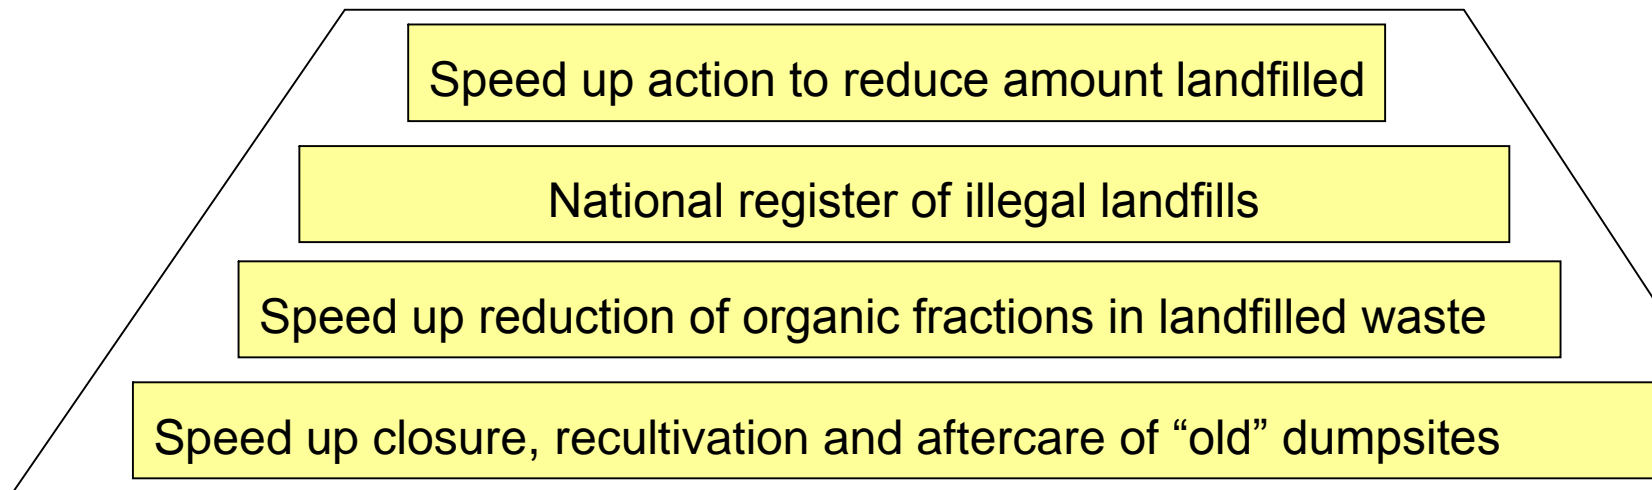 Speed up action to reduce amount landfilled
National register of illegal landfills
Speed up reduction of organic fractions in landfilled waste
Speed up closure, recultivation and aftercare of “old” dumpsites